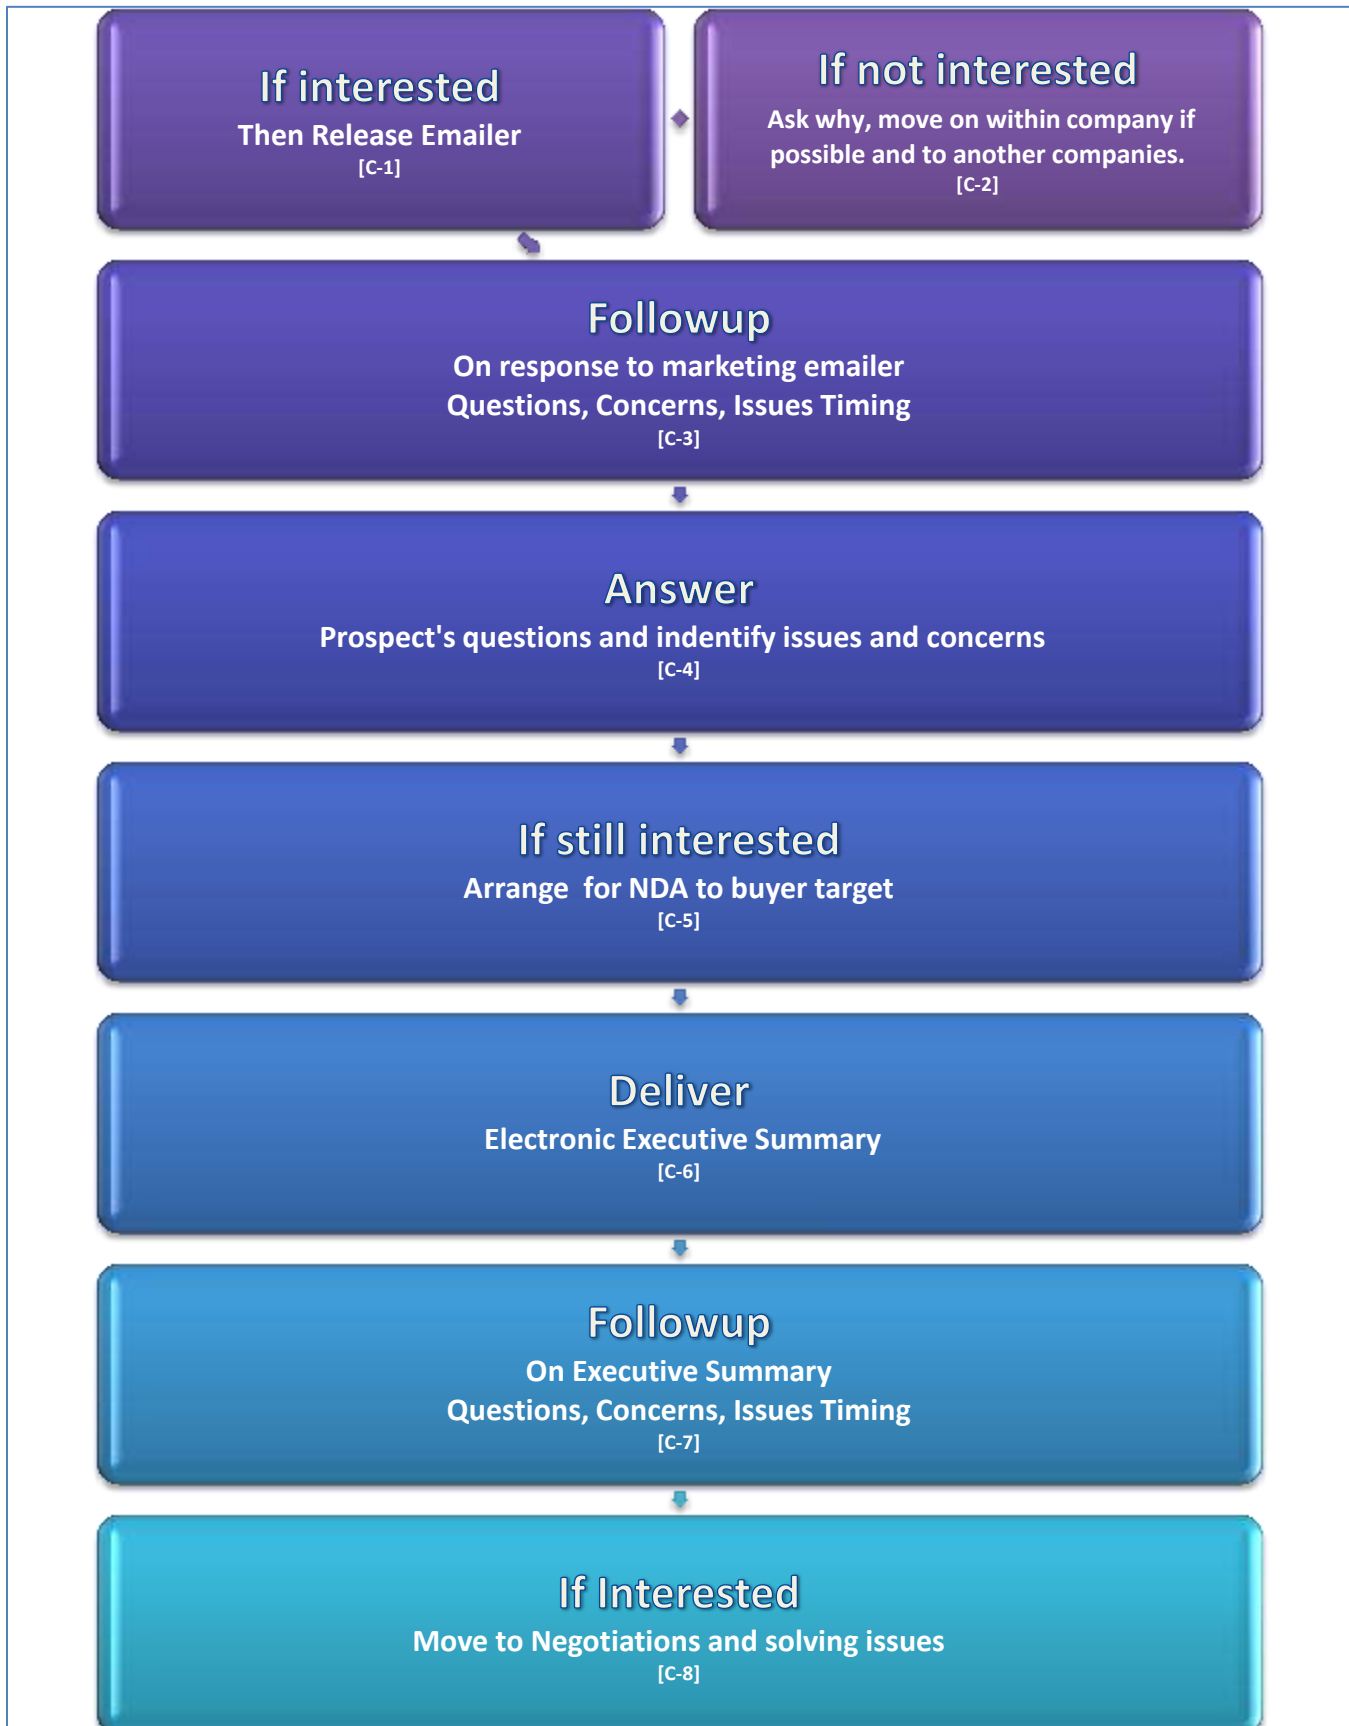 If interested
Then Release Emailer
[C-1]
If not interested
Ask why, move on within company if
possible and to another companies.
[C-2]
Followup
On response to marketing emailer
Questions, Concerns, Issues Timing
[C-3]
Answer
Prospect's questions and indentify issues and concerns
[C-4]
If still interested
Arrange  for NDA to buyer target
[C-5]
Deliver
Electronic Executive Summary
[C-6]
Followup
On Executive Summary
Questions, Concerns, Issues Timing
[C-7]
If Interested
Move to Negotiations and solving issues
[C-8]